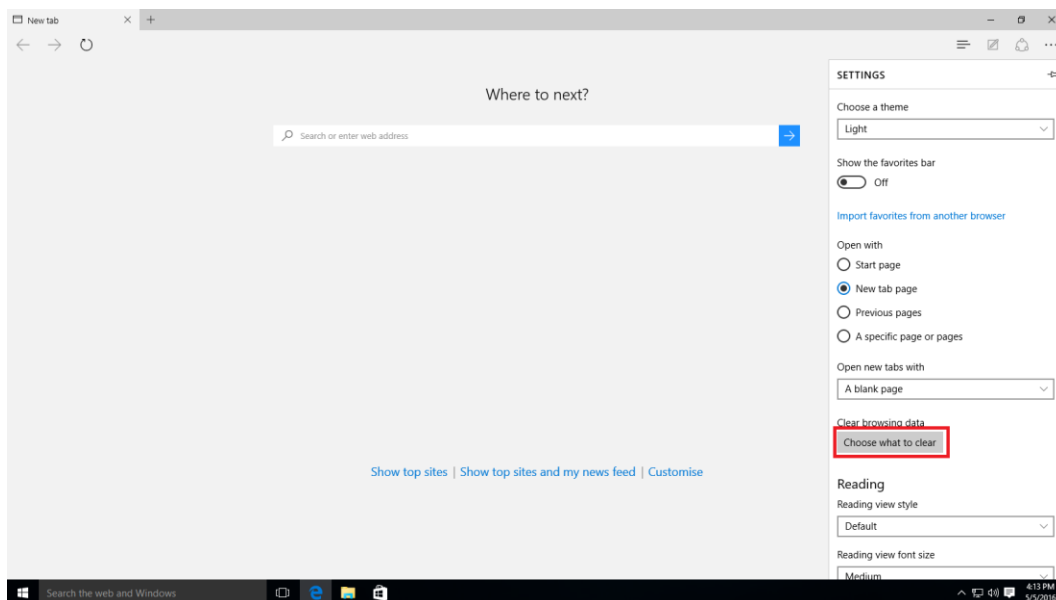 New tab
Where to next?
Search or enter web address
Show top sites | Show top sites and my news feed | Customise
SETTINGS
Choose a theme
Light
Show the favorites bar
Off
Import favorites from another browser
Open with
Start page
New tab page
Previous pages
A specific page or pages
Open new tabs with
A blank page
Clear browsing data
Choose what to clear
Reading
Reading view style
Default
Reading view font size
Medium
Search the web and Windows
4:13 PM
5/5/2016